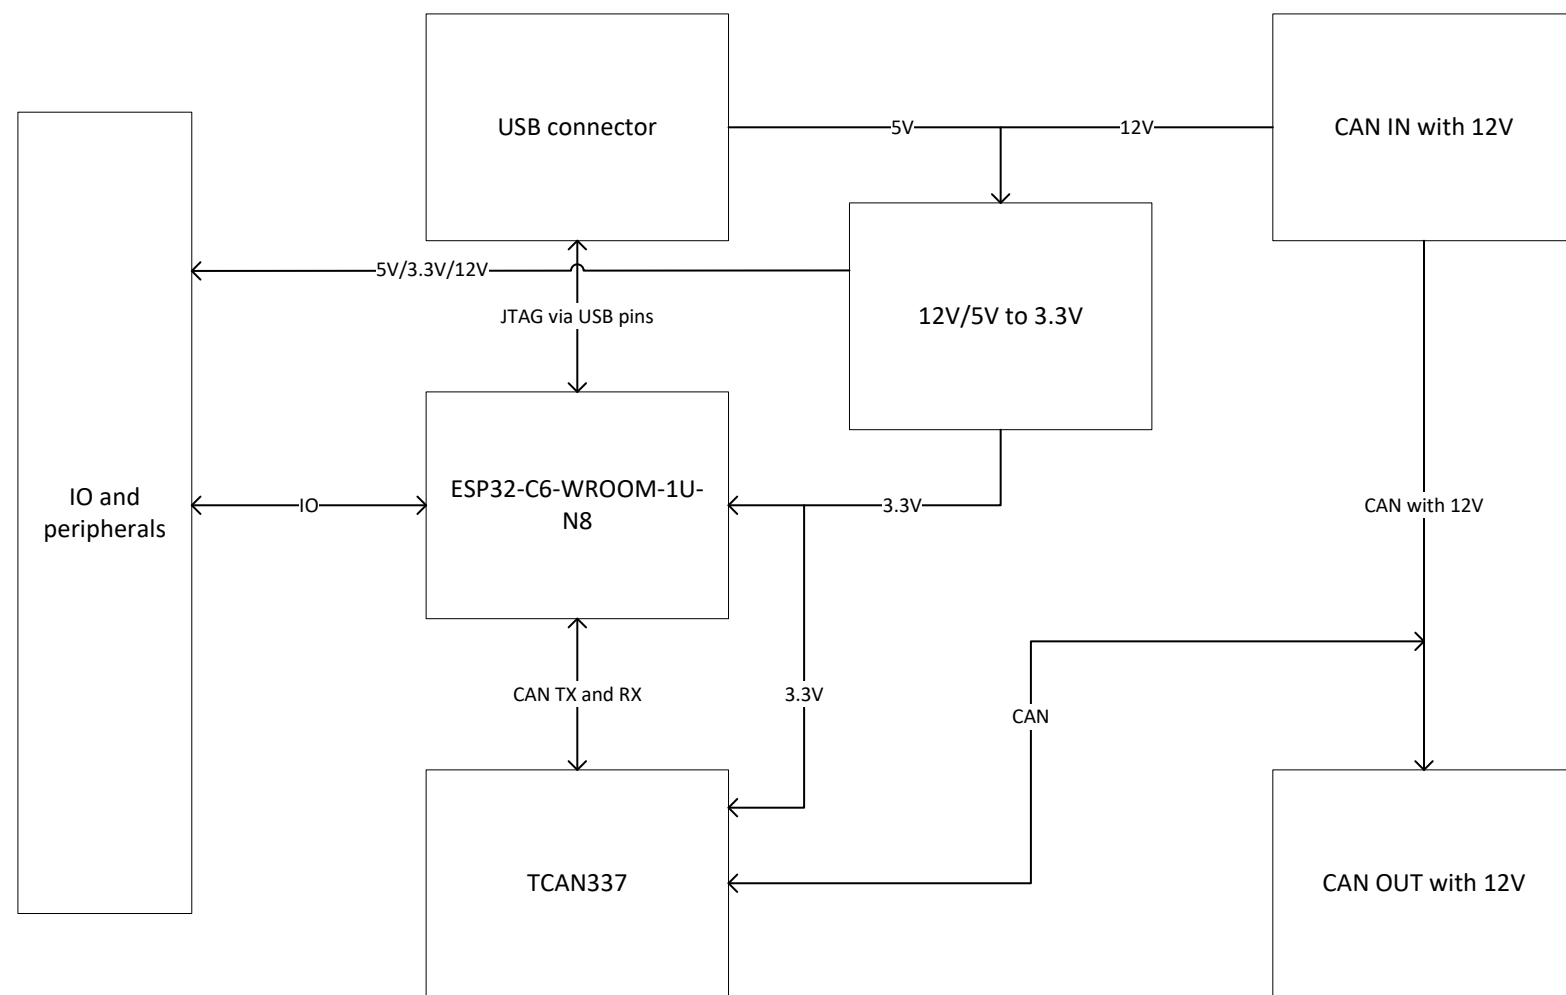 USB connector
5V
12V
CAN IN with 12V
5V/3.3V/12V
JTAG via USB pins
12V/5V to 3.3V
IO and
peripherals
IO
ESP32-C6-WROOM-1U-
N8
3.3V
CAN with 12V
CAN TX and RX
3.3V
CAN
TCAN337
CAN OUT with 12V